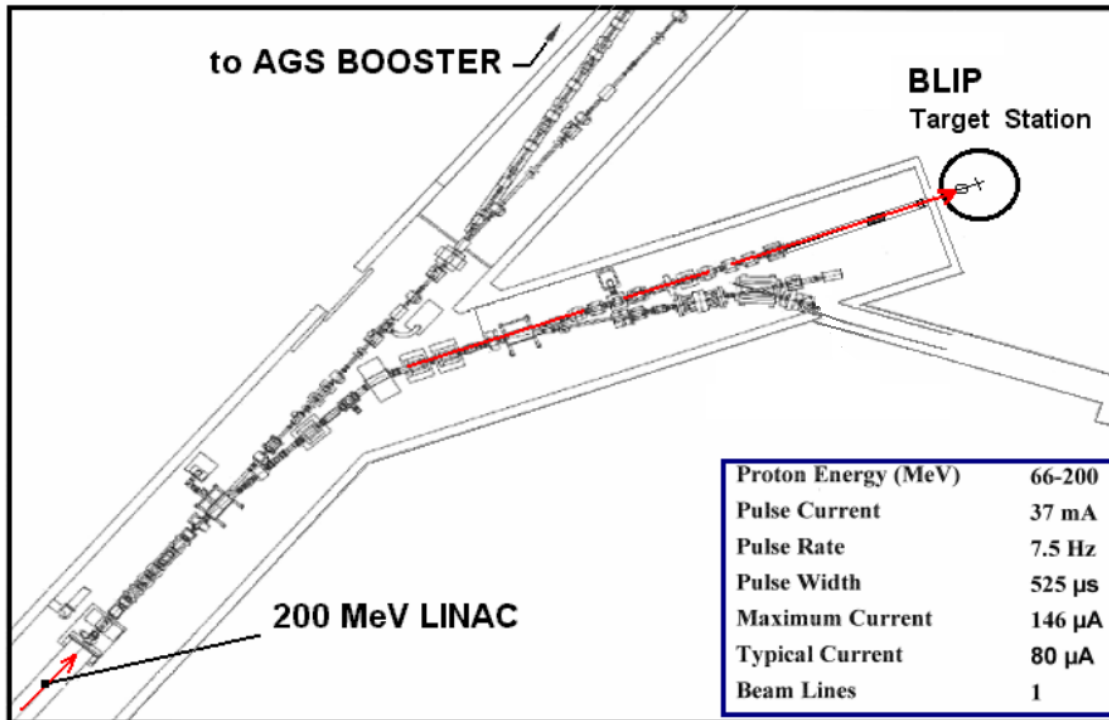 to AGS BOOSTER
BLIP
Target Station
200 MeV LINAC
Proton Energy (MeV) 66-200
Pulse Current 37 mA
Pulse Rate 7.5 Hz
Pulse Width 525 μs
Maximum Current 146 μA
Typical Current 80 μA
Beam Lines 1